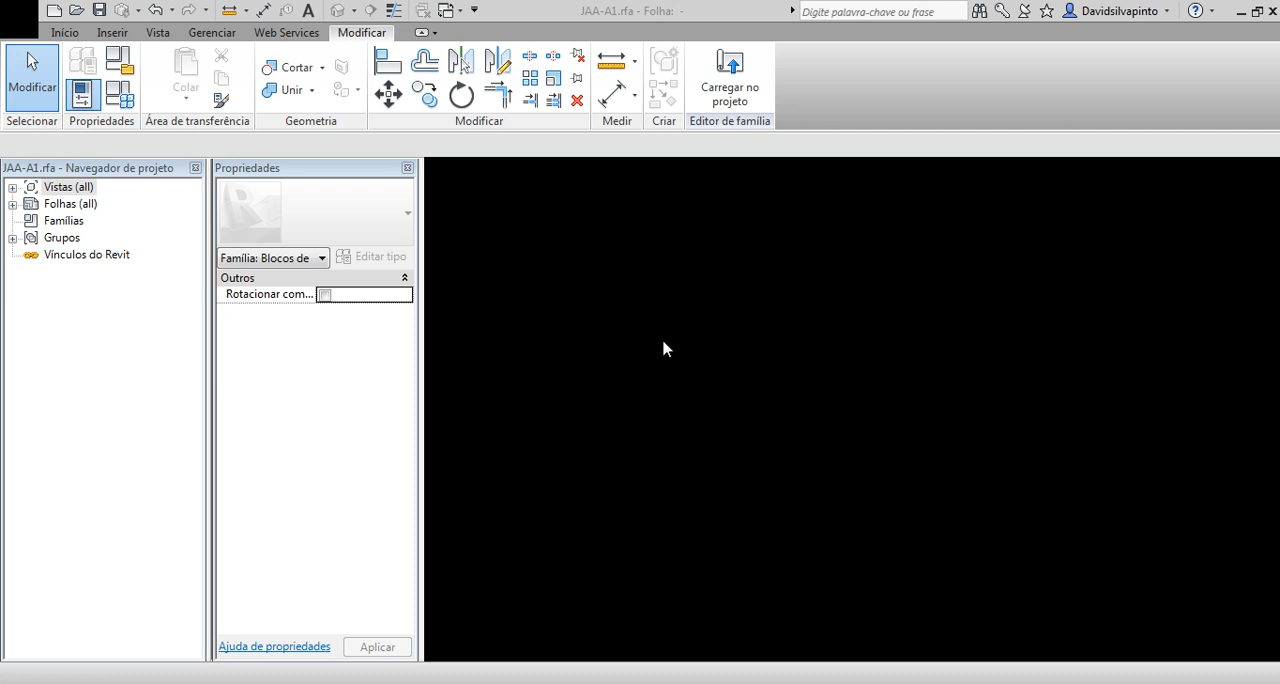 JAA-A1.rfa - Folha: -
Digite palavra-chave ou frase
Davidsilvapinto
Início Inserir Vista Gerenciar Web Services Modificar
Modificar
Colar
Cortar
Unir
Carregar no
projeto
Selecionar Propriedades Área de transferência Geometria Modificar Medir Criar Editor de família
JAA-A1.rfa - Navegador de projeto
Vistas (all)
Folhas (all)
Famílias
Grupos
Vínculos do Revit
Propriedades
Família: Blocos de
Editar tipo
Outros
Rotacionar com...
Ajuda de propriedades
Aplicar